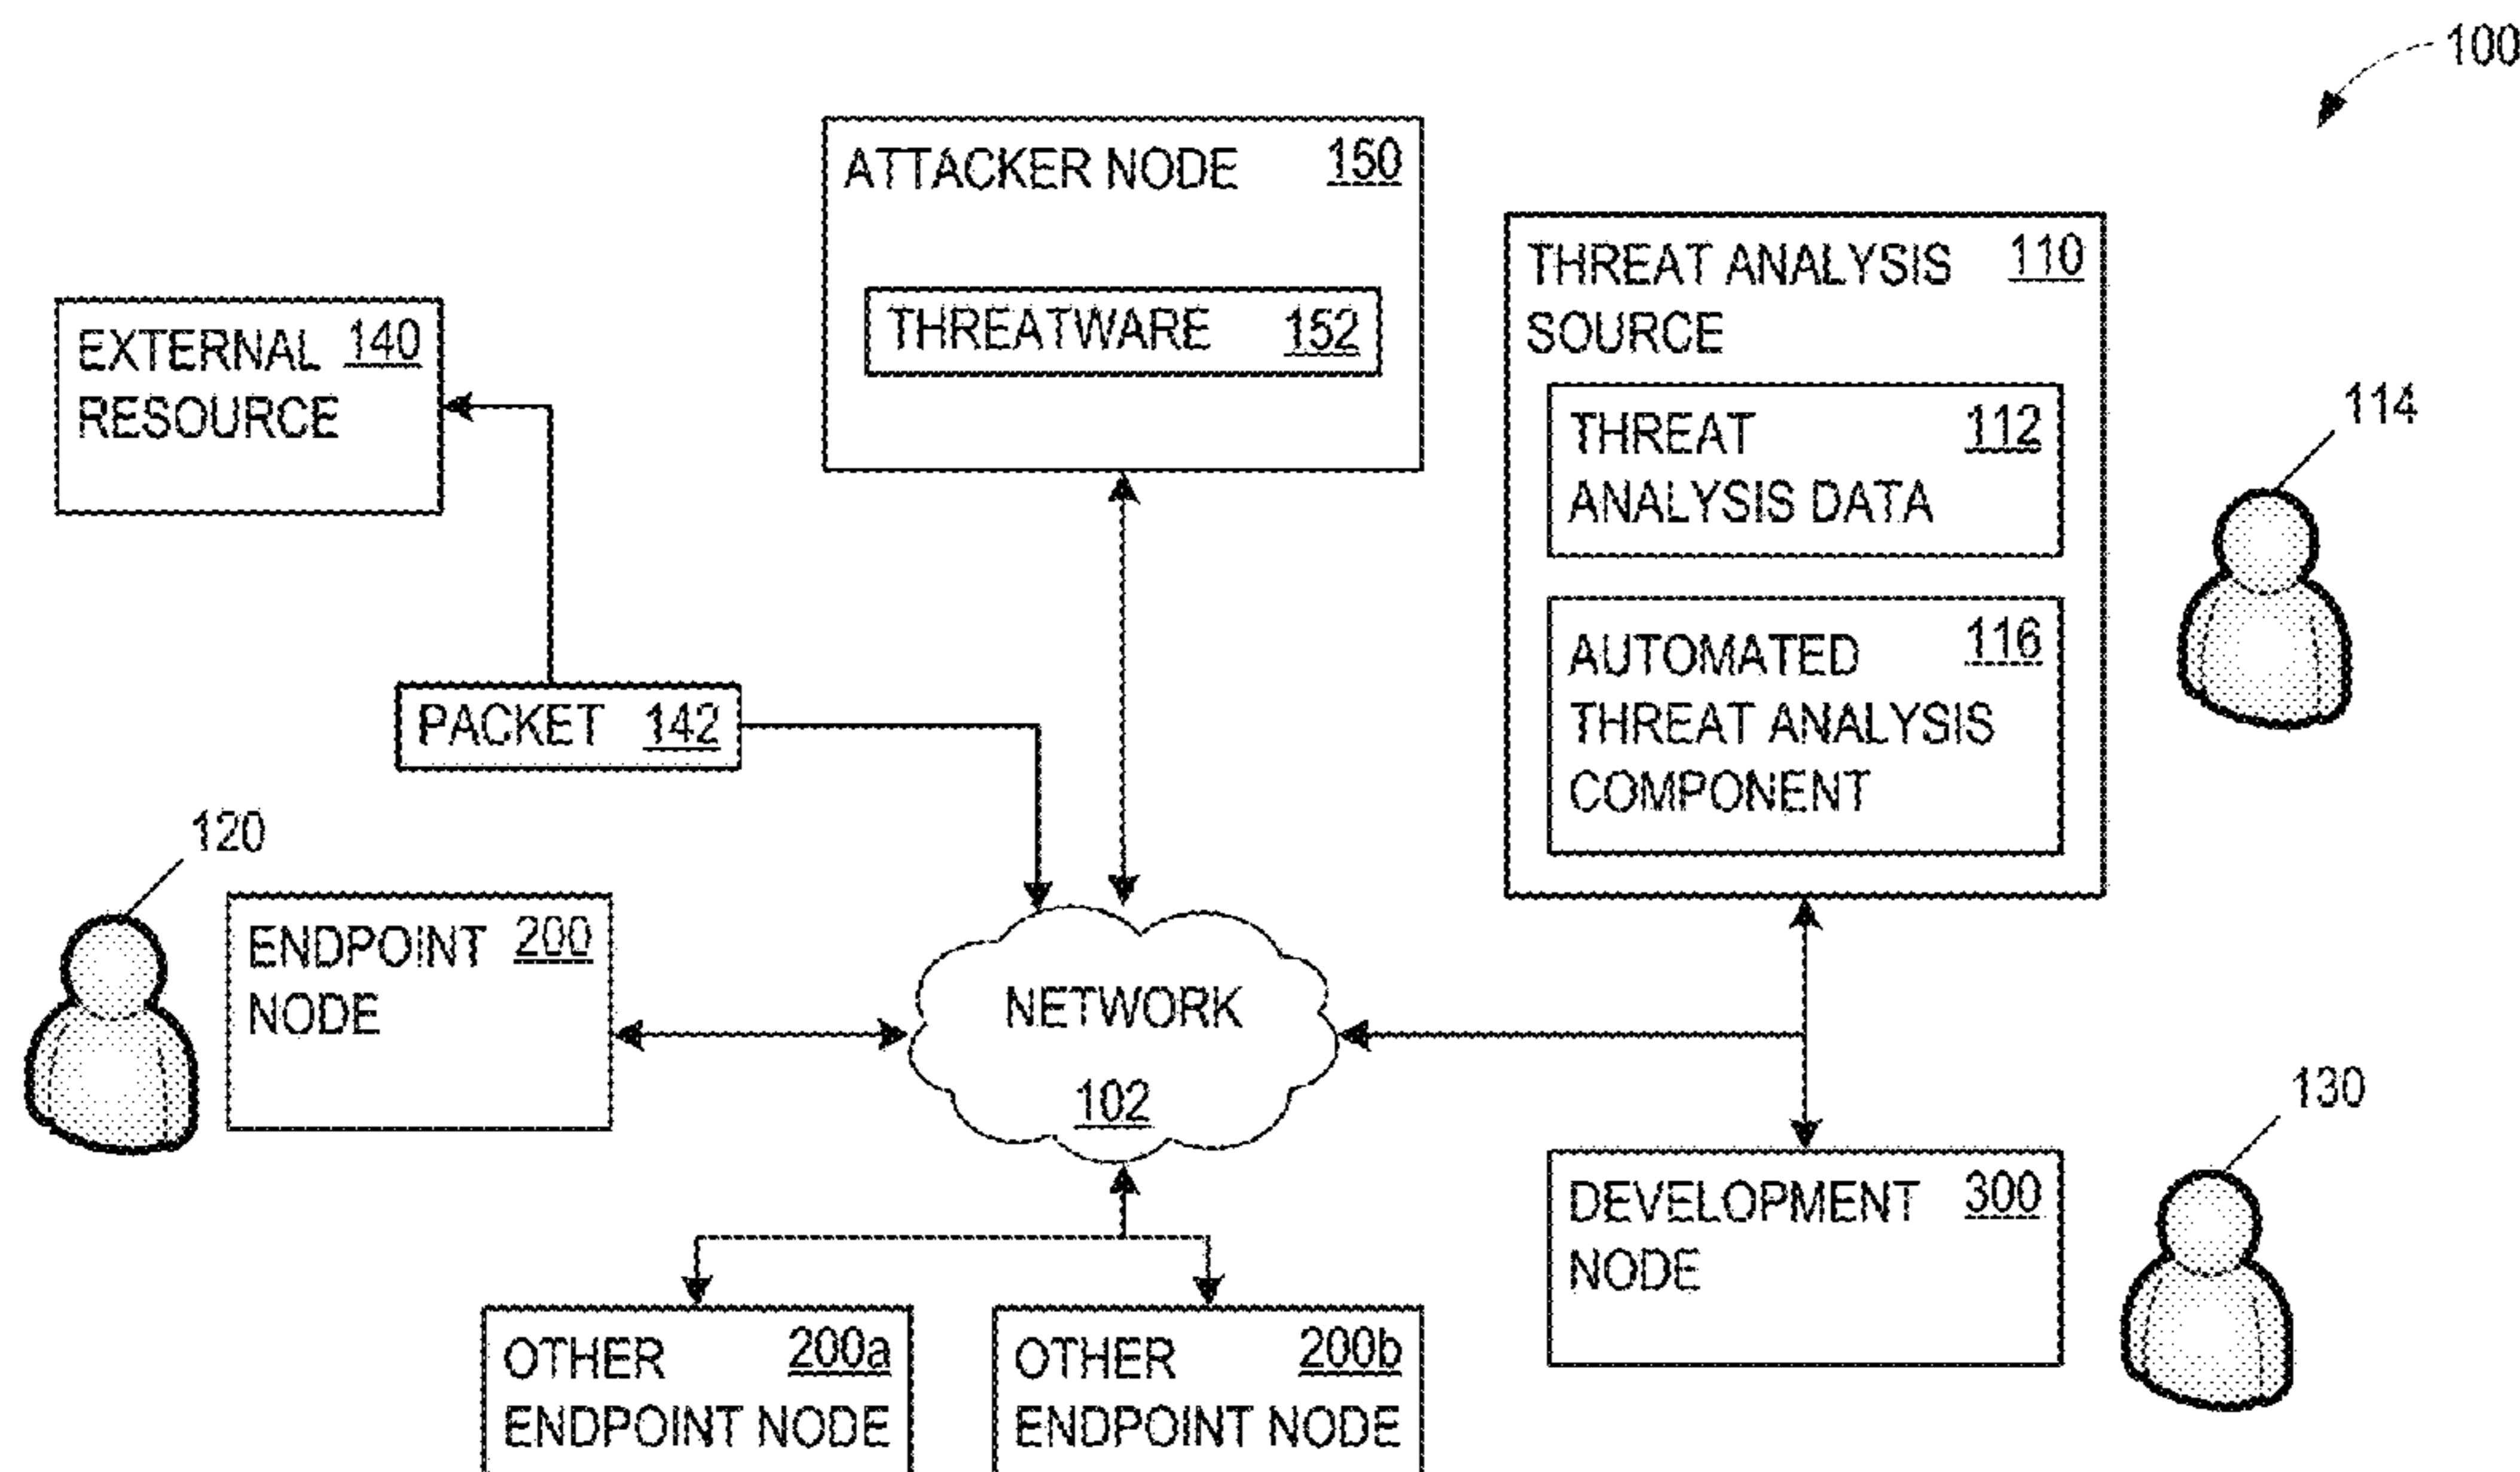 100
ATTACKER NODE 150
THREATWARE 152
THREAT ANALYSIS 110
SOURCE
THREAT 112
ANALYSIS DATA
AUTOMATED 116
THREAT ANALYSIS
COMPONENT
114
EXTERNAL 140
RESOURCE
PACKET 142
120
ENDPOINT 200
NODE
NETWORK
102
130
DEVELOPMENT 300
NODE
OTHER 200a
ENDPOINT NODE
OTHER 200b
ENDPOINT NODE